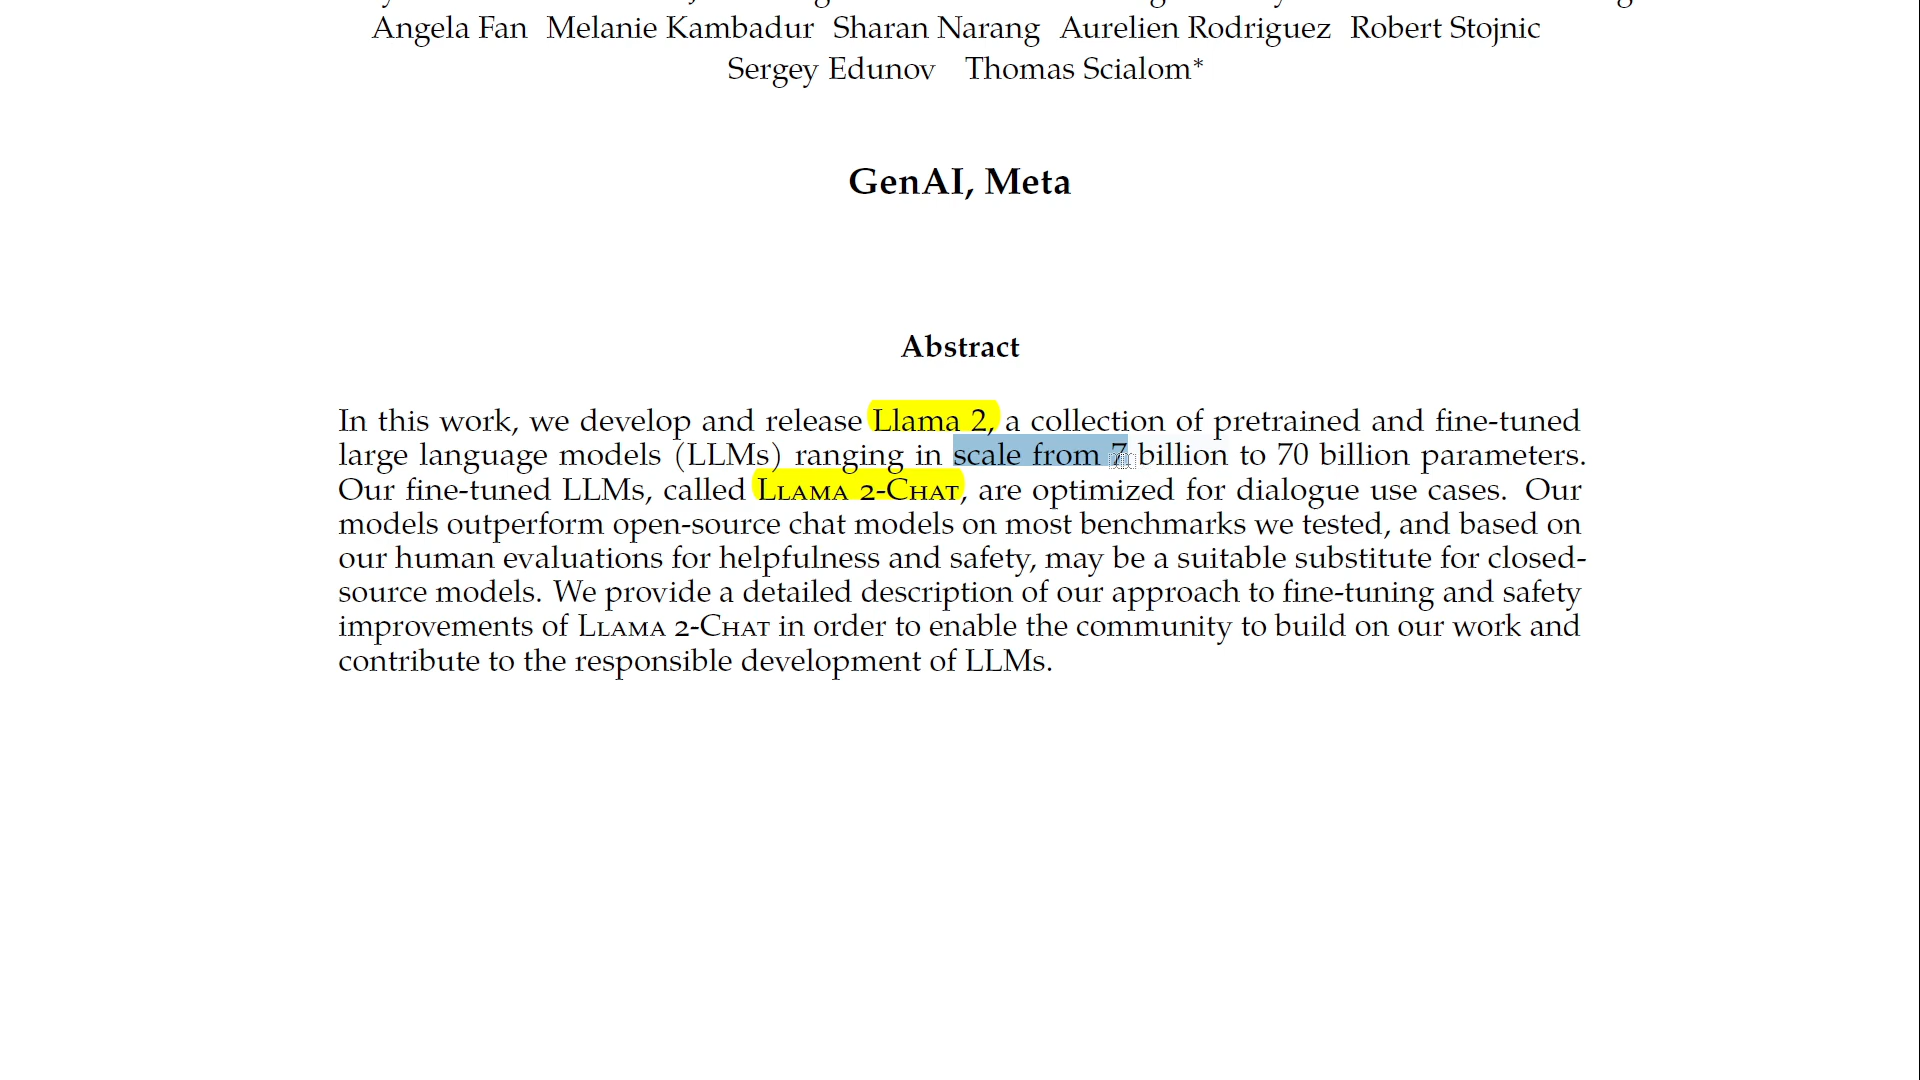 Angela Fan Melanie Kambadur Sharan Narang Aurelien Rodriguez Robert Stojnic
Sergey Edunov Thomas Scialom*
GenAI, Meta
Abstract
In this work, we develop and release Llama 2, a collection of pretrained and fine-tuned
large language models (LLMs) ranging in scale from 7 billion to 70 billion parameters.
Our fine-tuned LLMs, called LLAMA 2-CHAT, are optimized for dialogue use cases. Our
models outperform open-source chat models on most benchmarks we tested, and based on
our human evaluations for helpfulness and safety, may be a suitable substitute for closed-
source models. We provide a detailed description of our approach to fine-tuning and safety
improvements of LLAMA 2-CHAT in order to enable the community to build on our work and
contribute to the responsible development of LLMs.